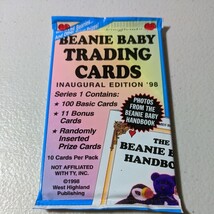 BEANIE BABY
TRADING
CARDS
INAUGURAL EDITION '98
Series 1 Contains:
• 100 Basic Cards
• 11 Bonus
Cards
• Randomly
Inserted
Prize Cards
10 Cards Per Pack
NOT AFFILIATED
WITH TY, INC.
©1998
West Highland
Publishing
PHOTOS
FROM THE
BEANIE BABY
HANDBOOK
THE
BEANIE B
HANDBO